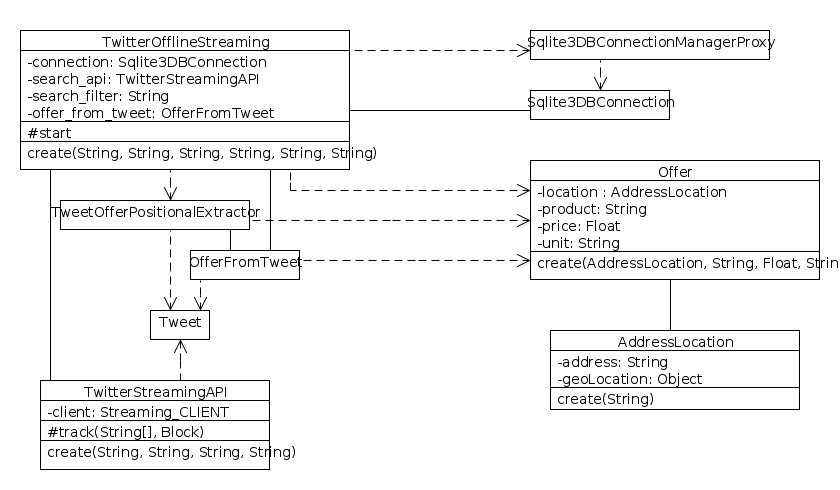 TwitterOfflineStreaming
-connection: Sqlite3DBConnection
-search_api: TwitterStreamingAPI
-search_filter: String
-offer_from_tweet: OfferFromTweet
#start
create(String, String, String, String, String, String)
Sqlite3DBConnectionManagerProxy
Sqlite3DBConnection
Offer
-location : AddressLocation
-product: String
-price: Float
-unit: String
create(AddressLocation, String, Float, Strin
TweetOfferPositionalExtractor
OfferFromTweet
Tweet
AddressLocation
-address: String
-geoLocation: Object
create(String)
TwitterStreamingAPI
-client: Streaming_CLIENT
#track(String[], Block)
create(String, String, String, String)